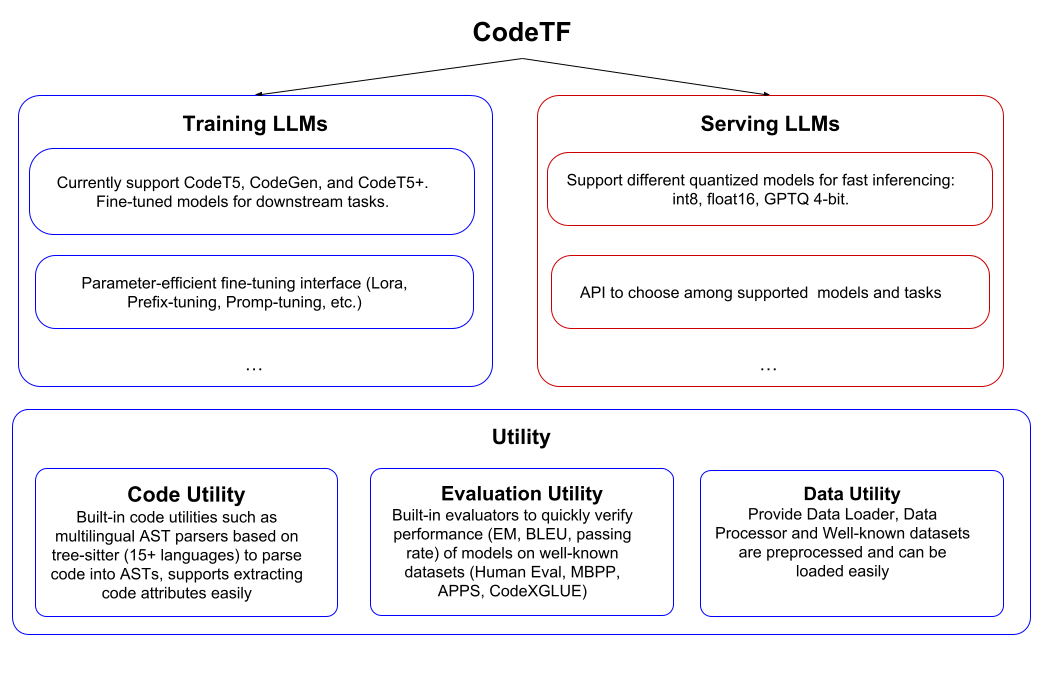 CodeTF
Training LLMs
Currently support CodeT5, CodeGen, and CodeT5+.
Fine-tuned models for downstream tasks.
Parameter-efficient fine-tuning interface (Lora,
Prefix-tuning, Promp-tuning, etc.)
...
Serving LLMs
Support different quantized models for fast inferencing:
int8, float16, GPTQ 4-bit.
API to choose among supported  models and tasks
...
Utility
Code Utility
Built-in code utilities such as
multilingual AST parsers based on
tree-sitter (15+ languages) to parse
code into ASTs, supports extracting
code attributes easily
Evaluation Utility
Built-in evaluators to quickly verify
performance (EM, BLEU, passing
rate) of models on well-known
datasets (Human Eval, MBPP,
APPS, CodeXGLUE)
Data Utility
Provide Data Loader, Data
Processor and Well-known datasets
are preprocessed and can be
loaded easily